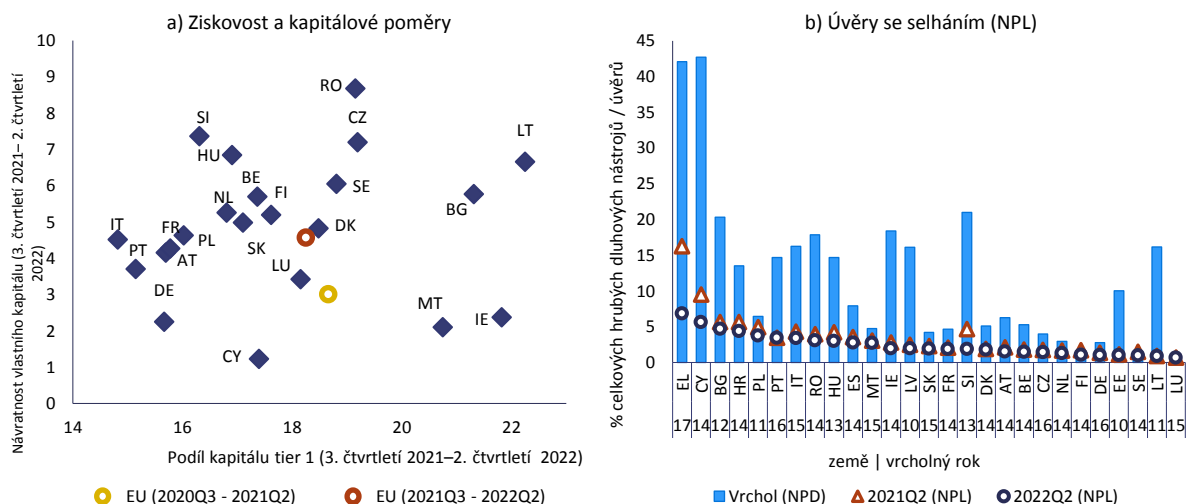 a) Ziskovost a kapitálové poměry
Návratnost vlastního kapitálu (3. čtvrtletí 2021– 2. čtvrtletí
2022)
10
9
8
7
6
5
4
3
2
1
0
RO
CZ
LT
SI
HU
BE
FI
SE
BG
NL
IT
FR
PL
DK
PT
AT
SK
LU
DE
MT
IE
CY
14 16 18 20 22
Podíl kapitálu tier 1 (3. čtvrtletí 2021–2. čtvrtletí 2022)
EU (2020Q3 - 2021Q2) EU (2021Q3 - 2022Q2)
b) Úvěry se selháním (NPL)
% celkových hrubých dluhových nástrojů / úvěrů
45
40
35
30
25
20
15
10
5
0
EL CY BG HR PL PT IT RO HU ES MT IE LV SK FR SI DK AT BE CZ NL FI DE EE SE LT LU
17 14 12 14 11 16 15 14 13 14 15 14 10 15 14 13 14 14 14 14 14 14 14 10 14 11 15
země | vrcholný rok
Vrchol (NPD) 2021Q2 (NPL) 2022Q2 (NPL)